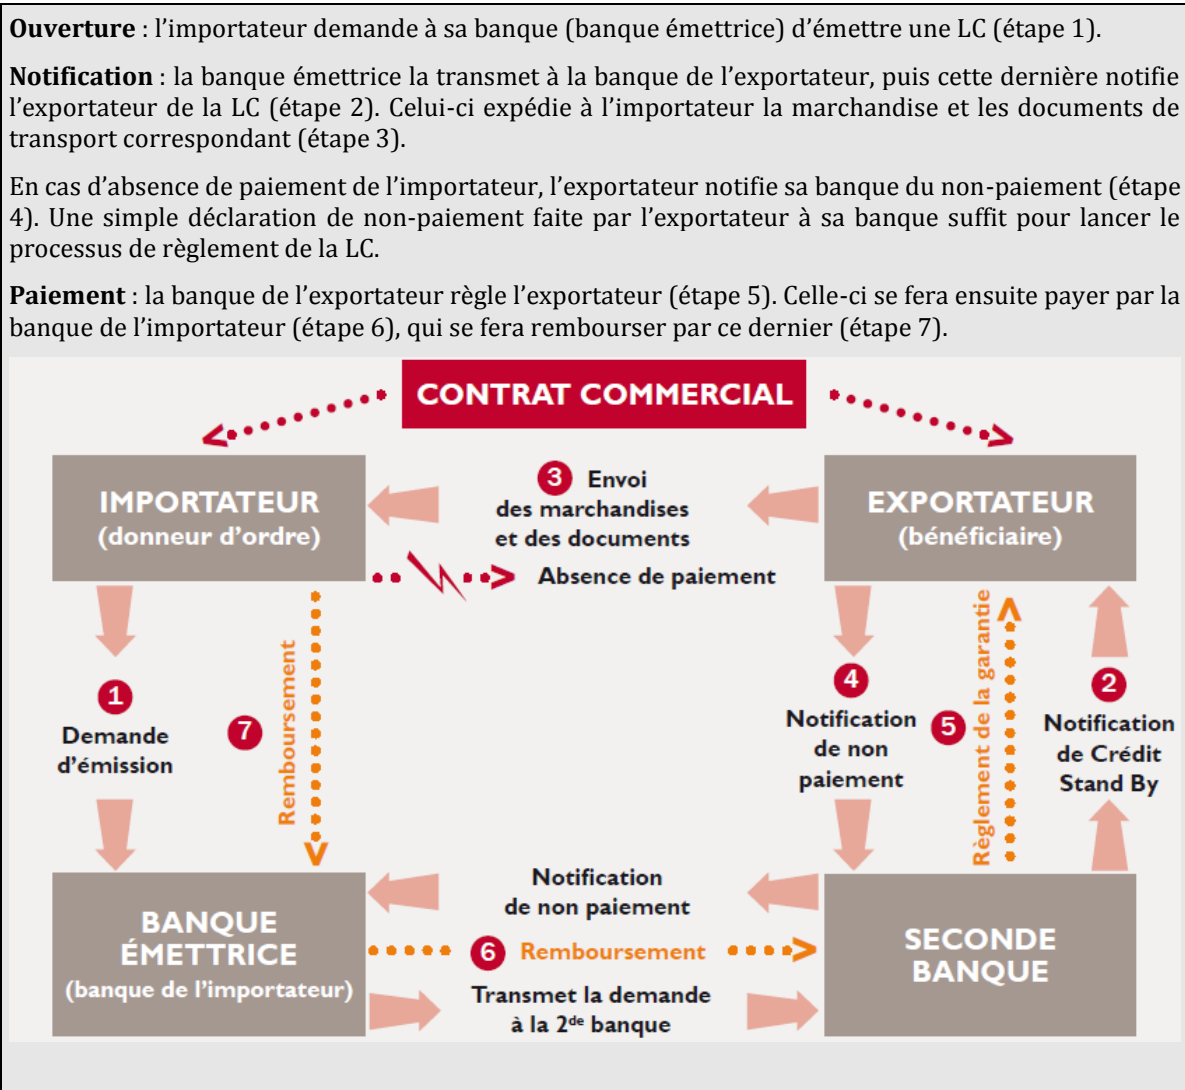 Ouverture : l’importateur demande à sa banque (banque émettrice) d’émettre une LC (étape 1).
Notification : la banque émettrice la transmet à la banque de l’exportateur, puis cette dernière notifie
l’exportateur de la LC (étape 2). Celui-ci expédie à l’importateur la marchandise et les documents de
transport correspondant (étape 3).
En cas d’absence de paiement de l’importateur, l’exportateur notifie sa banque du non-paiement (étape
4). Une simple déclaration de non-paiement faite par l’exportateur à sa banque suffit pour lancer le
processus de règlement de la LC.
Paiement : la banque de l’exportateur règle l’exportateur (étape 5). Celle-ci se fera ensuite payer par la
banque de l’importateur (étape 6), qui se fera rembourser par ce dernier (étape 7).
CONTRAT COMMERCIAL
IMPORTATEUR
(donneur d’ordre)
3 Envoi
des marchandises
et des documents
Absence de paiement
EXPORTATEUR
(bénéficiaire)
1
Demande
d’émission
7
Remboursement
4
Notification
de non
paiement
5
Règlement de la garantie
2
Notification
de Crédit
Stand By
BANQUE
ÉMETTRICE
(banque de l’importateur)
Notification
de non paiement
6 Remboursement
Transmet la demande
à la 2de banque
SECONDE
BANQUE